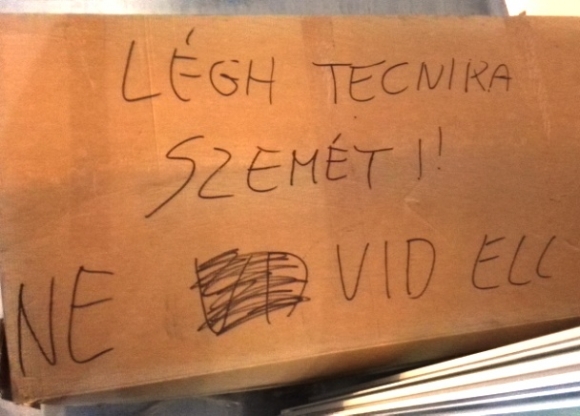 LÉGH TECNIKA
SZEMÉT!!
NE VID ELL